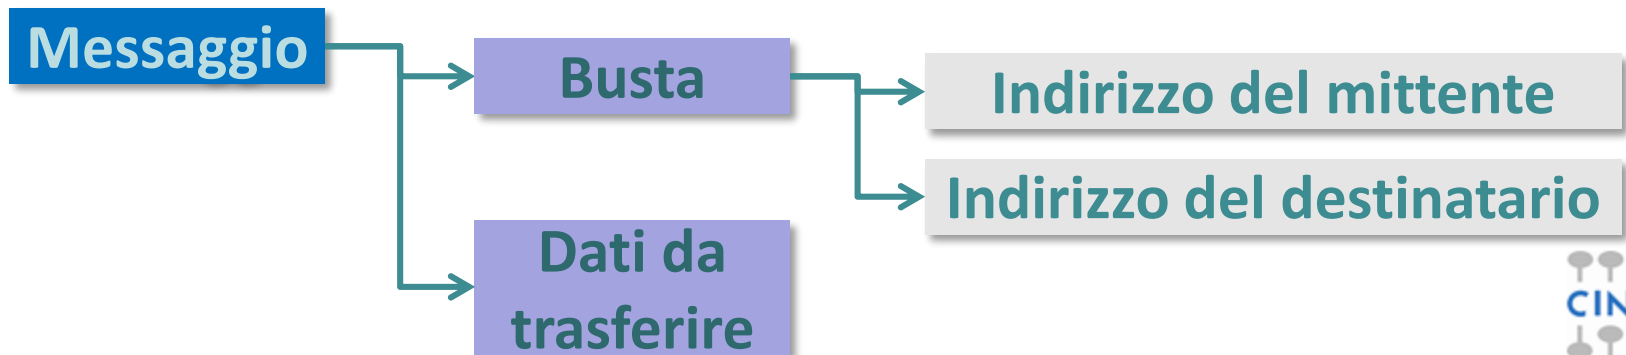 Messaggio
Busta
Indirizzo del mittente
Indirizzo del destinatario
Dati da
trasferire